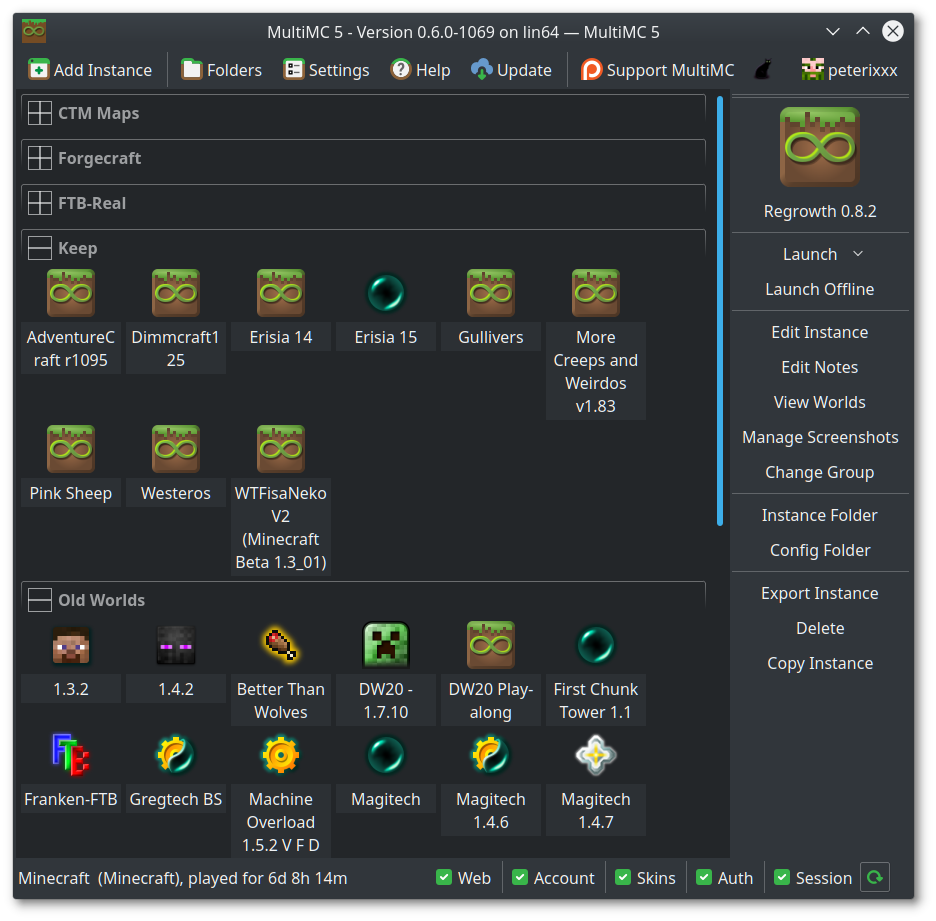 MultiMC 5 - Version 0.6.0-1069 on lin64 — MultiMC 5
Add Instance Folders Settings Help Update Support MultiMC peterixxx
CTM Maps
Forgecraft
FTB-Real
Keep
AdventureC
raft r1095
Dimmcraft1
25
Erisia 14
Erisia 15
Gullivers
More
Creeps and
Weirdos
v1.83
Pink Sheep
Westeros
WTFisaNeko
V2
(Minecraft
Beta 1.3_01)
Old Worlds
1.3.2
1.4.2
Better Than
Wolves
DW20 -
1.7.10
DW20 Play-
along
First Chunk
Tower 1.1
FTB
Franken-FTB
Gregtech BS
Machine
Overload
1.5.2 V F D
Magitech
Magitech
1.4.6
Magitech
1.4.7
Regrowth 0.8.2
Launch
Launch Offline
Edit Instance
Edit Notes
View Worlds
Manage Screenshots
Change Group
Instance Folder
Config Folder
Export Instance
Delete
Copy Instance
Minecraft (Minecraft), played for 6d 8h 14m
Web Account Skins Auth Session